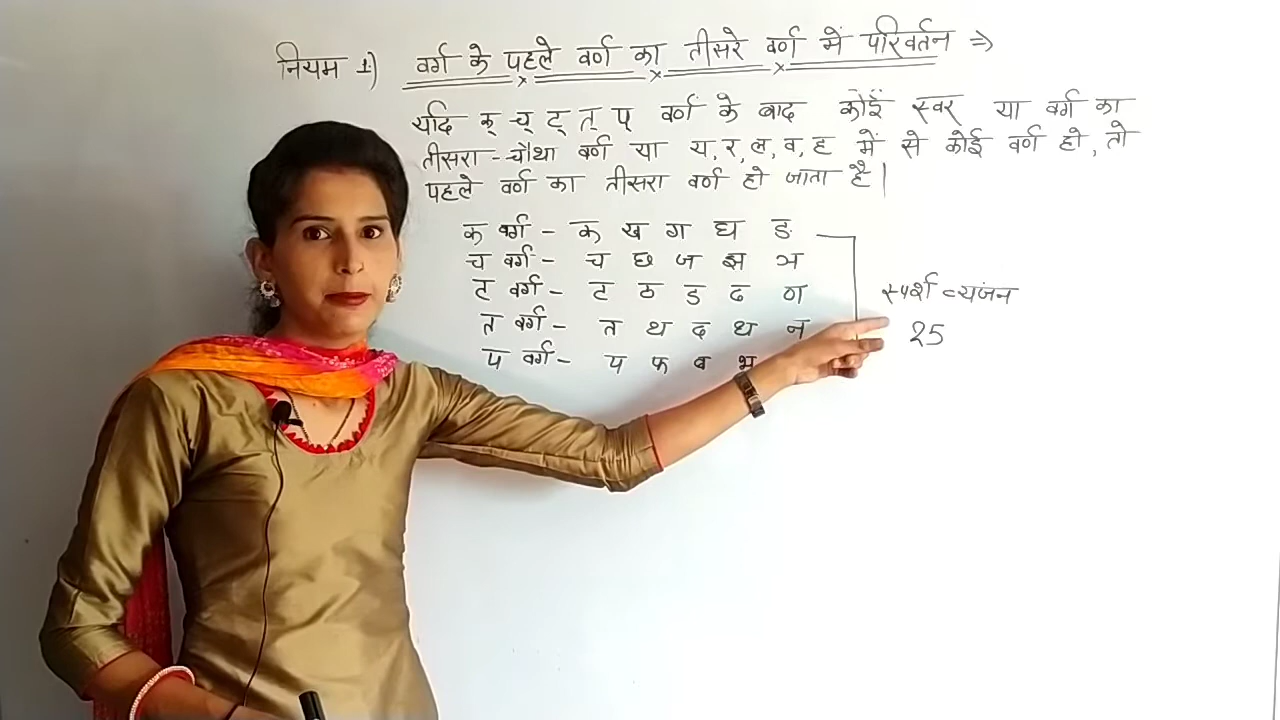 नियम 1) वर्ग के पहले वर्ण का तीसरे वर्ण में परिवर्तन ⇒
यदि क् च् ट् त् प् वर्ण के बाद कोई स्वर या वर्ग का
तीसरा-चौथा वर्ण या य, र, ल, व, ह में से कोई वर्ण हो, तो
पहले वर्ण का तीसरा वर्ण हो जाता है।
क वर्ग - क ख ग घ ङ
च वर्ग - च छ ज झ ञ
ट वर्ग - ट ठ ड ढ ण
त वर्ग - त थ द ध न
प वर्ग - प फ ब भ
स्पर्श व्यंजन
25